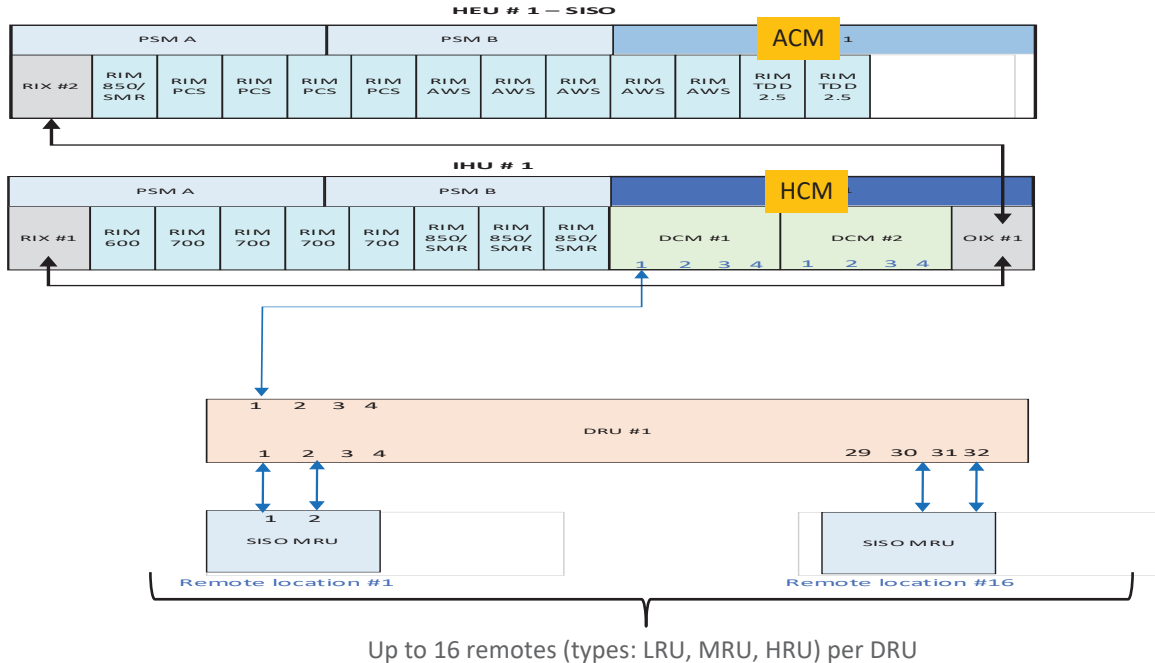 HEU # 1 – SISO
PSM A PSM B ACM 1
RIX #2
RIM
850/
SMR
RIM
PCS
RIM
PCS
RIM
PCS
RIM
PCS
RIM
AWS
RIM
AWS
RIM
AWS
RIM
AWS
RIM
AWS
RIM
TDD
2.5
RIM
TDD
2.5
IHU # 1
PSM A PSM B HCM 1
RIX #1
RIM
600
RIM
700
RIM
700
RIM
700
RIM
700
RIM
850/
SMR
RIM
850/
SMR
RIM
850/
SMR
DCM #1
1 2 3 4
DCM #2
1 2 3 4
OIX #1
1 2 3 4
DRU #1
1 2 3 4 29 30 31 32
1 2
SISO MRU
SISO MRU
Remote location #1
Remote location #16
Up to 16 remotes (types: LRU, MRU, HRU) per DRU